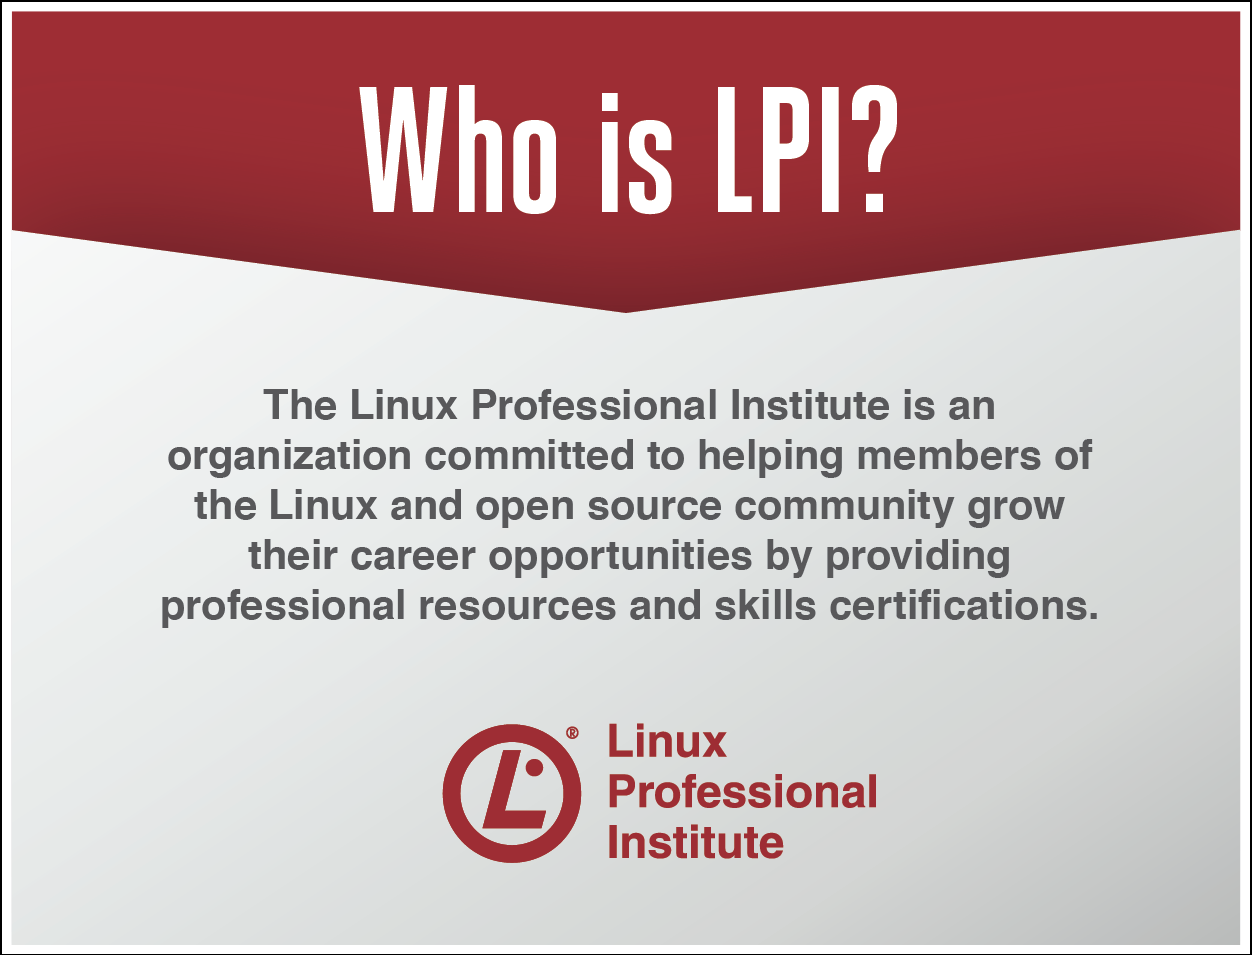 Who is LPI?
The Linux Professional Institute is an
organization committed to helping members of
the Linux and open source community grow
their career opportunities by providing
professional resources and skills certifications.
L
®
Linux
Professional
Institute